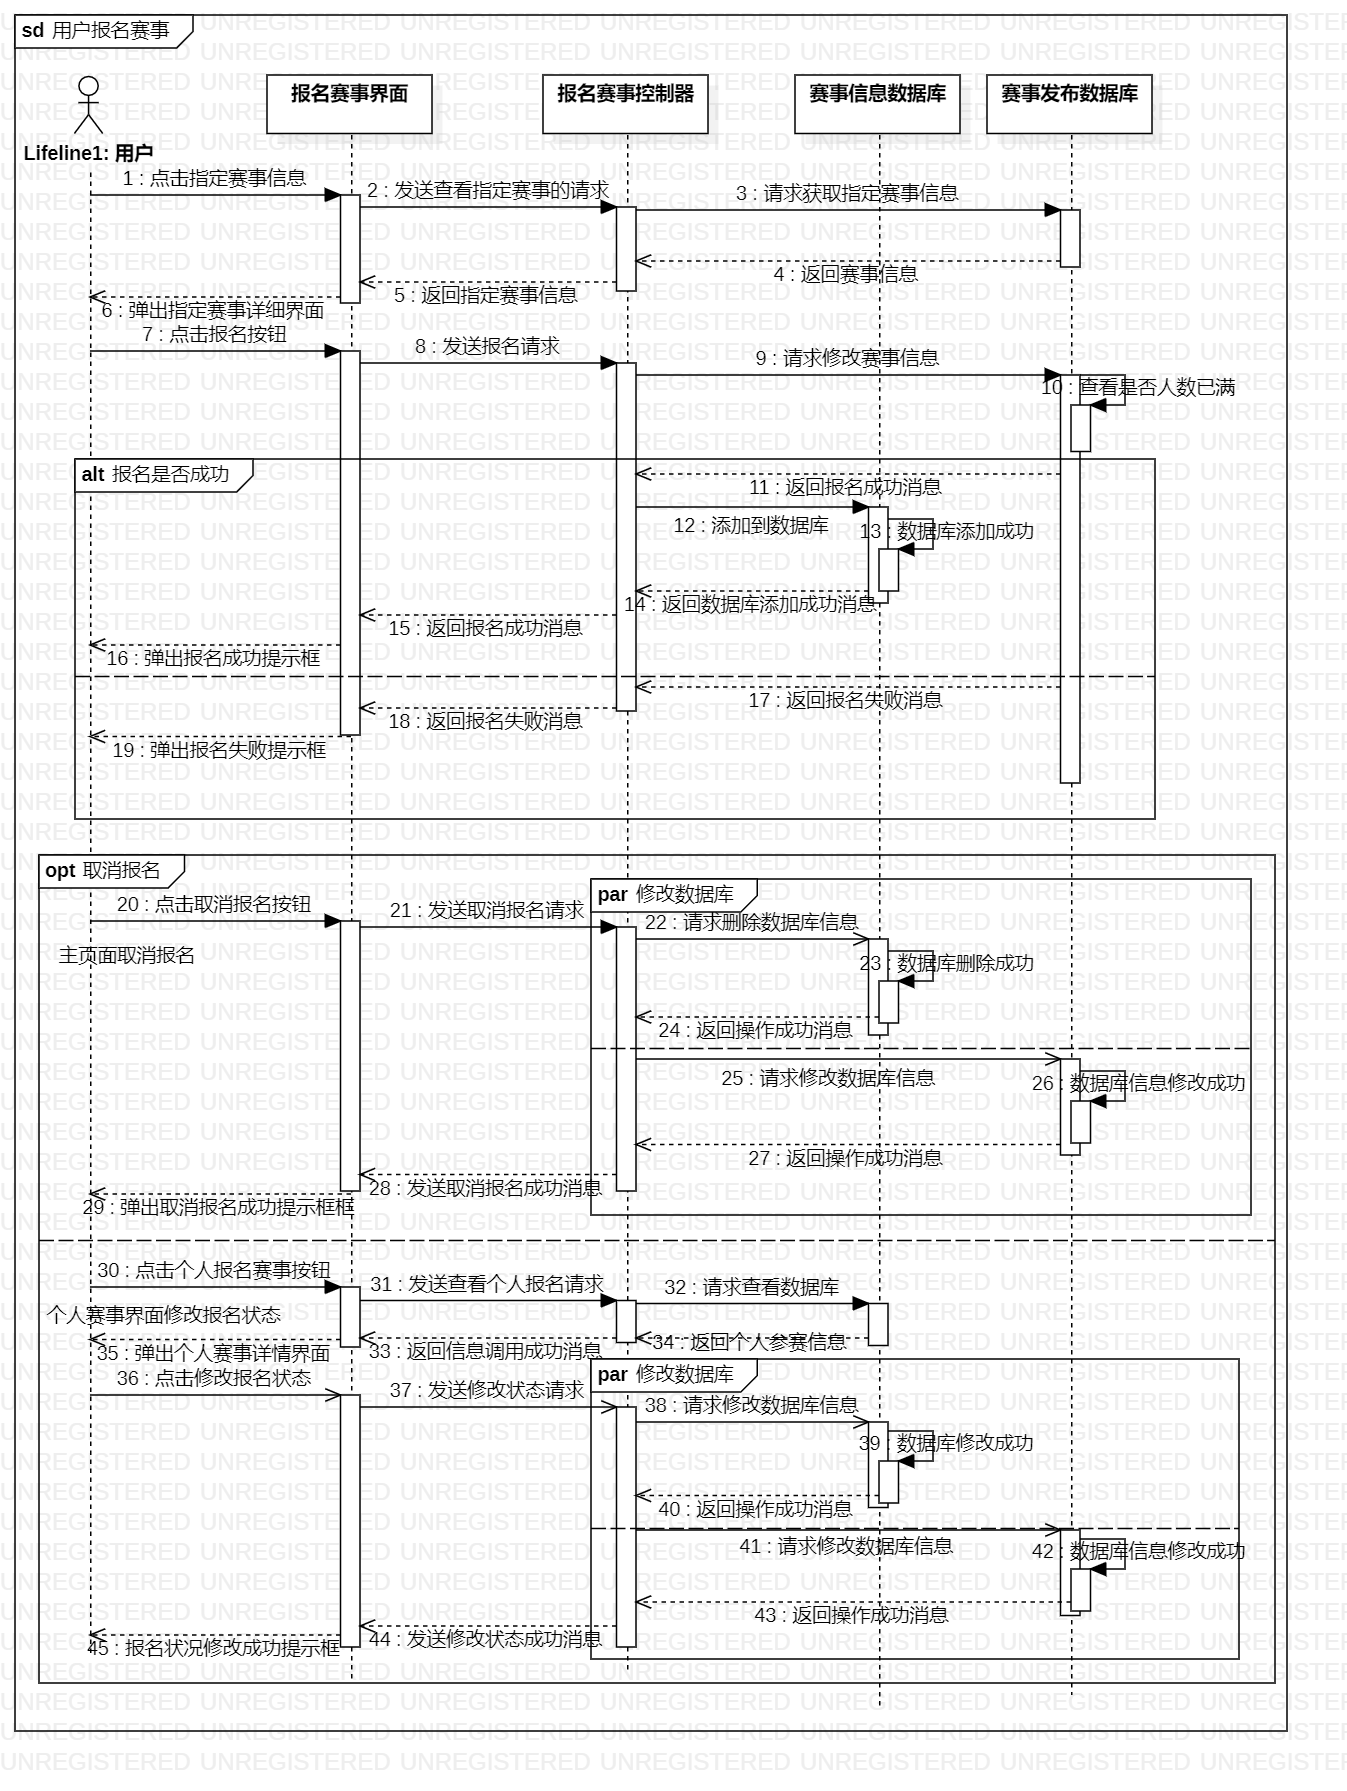 sd 用户报名赛事
报名赛事界面
报名赛事控制器
赛事信息数据库
赛事发布数据库
Lifeline1: 用户
1 : 点击指定赛事信息
2 : 发送查看指定赛事的请求
3 : 请求获取指定赛事信息
4 : 返回赛事信息
5 : 返回指定赛事信息
6 : 弹出指定赛事详细界面
7 : 点击报名按钮
8 : 发送报名请求
9 : 请求修改赛事信息
10 : 查看是否人数已满
alt 报名是否成功
11 : 返回报名成功消息
12 : 添加到数据库
13 : 数据库添加成功
14 : 返回数据库添加成功消息
15 : 返回报名成功消息
16 : 弹出报名成功提示框
17 : 返回报名失败消息
18 : 返回报名失败消息
19 : 弹出报名失败提示框
opt 取消报名
par 修改数据库
20 : 点击取消报名按钮
21 : 发送取消报名请求
22 : 请求删除数据库信息
主页面取消报名
23 : 数据库删除成功
24 : 返回操作成功消息
25 : 请求修改数据库信息
26 : 数据库信息修改成功
27 : 返回操作成功消息
28 : 发送取消报名成功消息
29 : 弹出取消报名成功提示框框
30 : 点击个人报名赛事按钮
31 : 发送查看个人报名请求
32 : 请求查看数据库
个人赛事界面修改报名状态
33 : 返回信息调用成功消息
34 : 返回个人参赛信息
35 : 弹出个人赛事详情界面
par 修改数据库
36 : 点击修改报名状态
37 : 发送修改状态请求
38 : 请求修改数据库信息
39 : 数据库修改成功
40 : 返回操作成功消息
41 : 请求修改数据库信息
42 : 数据库信息修改成功
43 : 返回操作成功消息
44 : 发送修改状态成功消息
45 : 报名状况修改成功提示框
UNREGISTERED